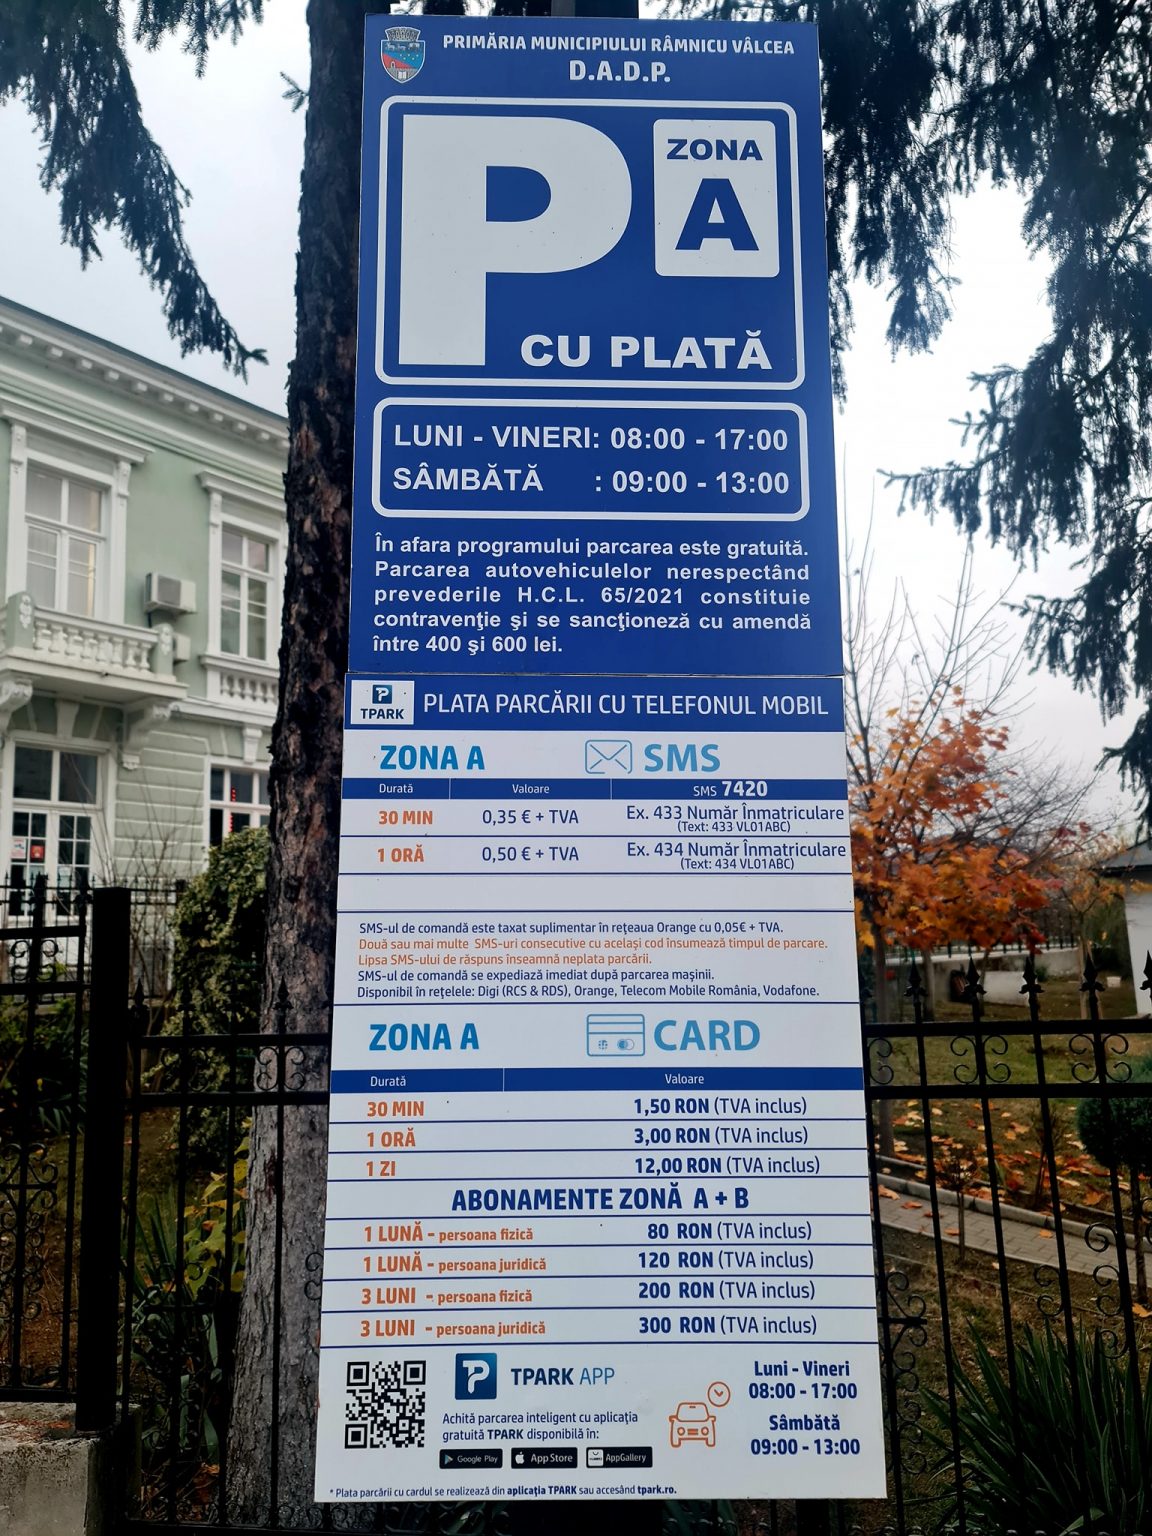 PRIMĂRIA MUNICIPIULUI RÂMNICU VÂLCEA
D.A.D.P.
P
ZONA
A
CU PLATĂ
LUNI - VINERI: 08:00 - 17:00
SÂMBĂTĂ : 09:00 - 13:00
În afara programului parcarea este gratuită.
Parcarea autovehiculelor nerespectând
prevederile H.C.L. 65/2021 constituie
contravenţie şi se sancţioneză cu amendă
între 400 şi 600 lei.
P
TPARK
PLATA PARCĂRII CU TELEFONUL MOBIL
ZONA A SMS
Durată Valoare SMS 7420
30 MIN 0,35 € + TVA Ex. 433 Număr Înmatriculare
(Text: 433 VL01ABC)
1 ORĂ 0,50 € + TVA Ex. 434 Număr Înmatriculare
(Text: 434 VL01ABC)
SMS-ul de comandă este taxat suplimentar în reţeaua Orange cu 0,05€ + TVA.
Două sau mai multe SMS-uri consecutive cu acelaşi cod însumează timpul de parcare.
Lipsa SMS-ului de răspuns înseamnă neplata parcării.
SMS-ul de comandă se expediază imediat după parcarea maşinii.
Disponibil în reţelele: Digi (RCS & RDS), Orange, Telecom Mobile România, Vodafone.
ZONA A CARD
Durată Valoare
30 MIN 1,50 RON (TVA inclus)
1 ORĂ 3,00 RON (TVA inclus)
1 ZI 12,00 RON (TVA inclus)
ABONAMENTE ZONĂ A + B
1 LUNĂ - persoana fizică 80 RON (TVA inclus)
1 LUNĂ - persoana juridică 120 RON (TVA inclus)
3 LUNI - persoana fizică 200 RON (TVA inclus)
3 LUNI - persoana juridică 300 RON (TVA inclus)
P TPARK APP
Achită parcarea inteligent cu aplicaţia
gratuită TPARK disponibilă în:
Google Play App Store AppGallery
Luni - Vineri
08:00 - 17:00
Sâmbătă
09:00 - 13:00
* Plata parcării cu cardul se realizează din aplicaţia TPARK sau accesând tpark.ro.